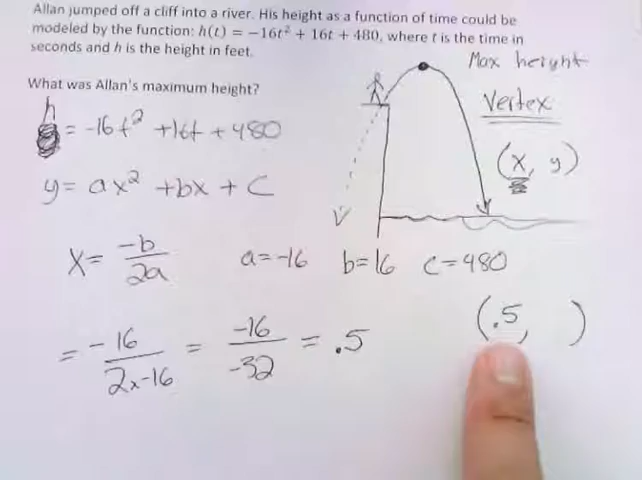 Allan jumped off a cliff into a river. His height as a function of time could be
modeled by the function: h(t) = −16t² + 16t + 480, where t is the time in
seconds and h is the height in feet.
Max height
What was Allan's maximum height?
Vertex
h = -16t² +16t +480
(x, y)
y = ax² +bx + c
x = -b/2a
a=-16 b=16 c=480
= -16/2x-16 = -16/-32 = .5
(.5, )